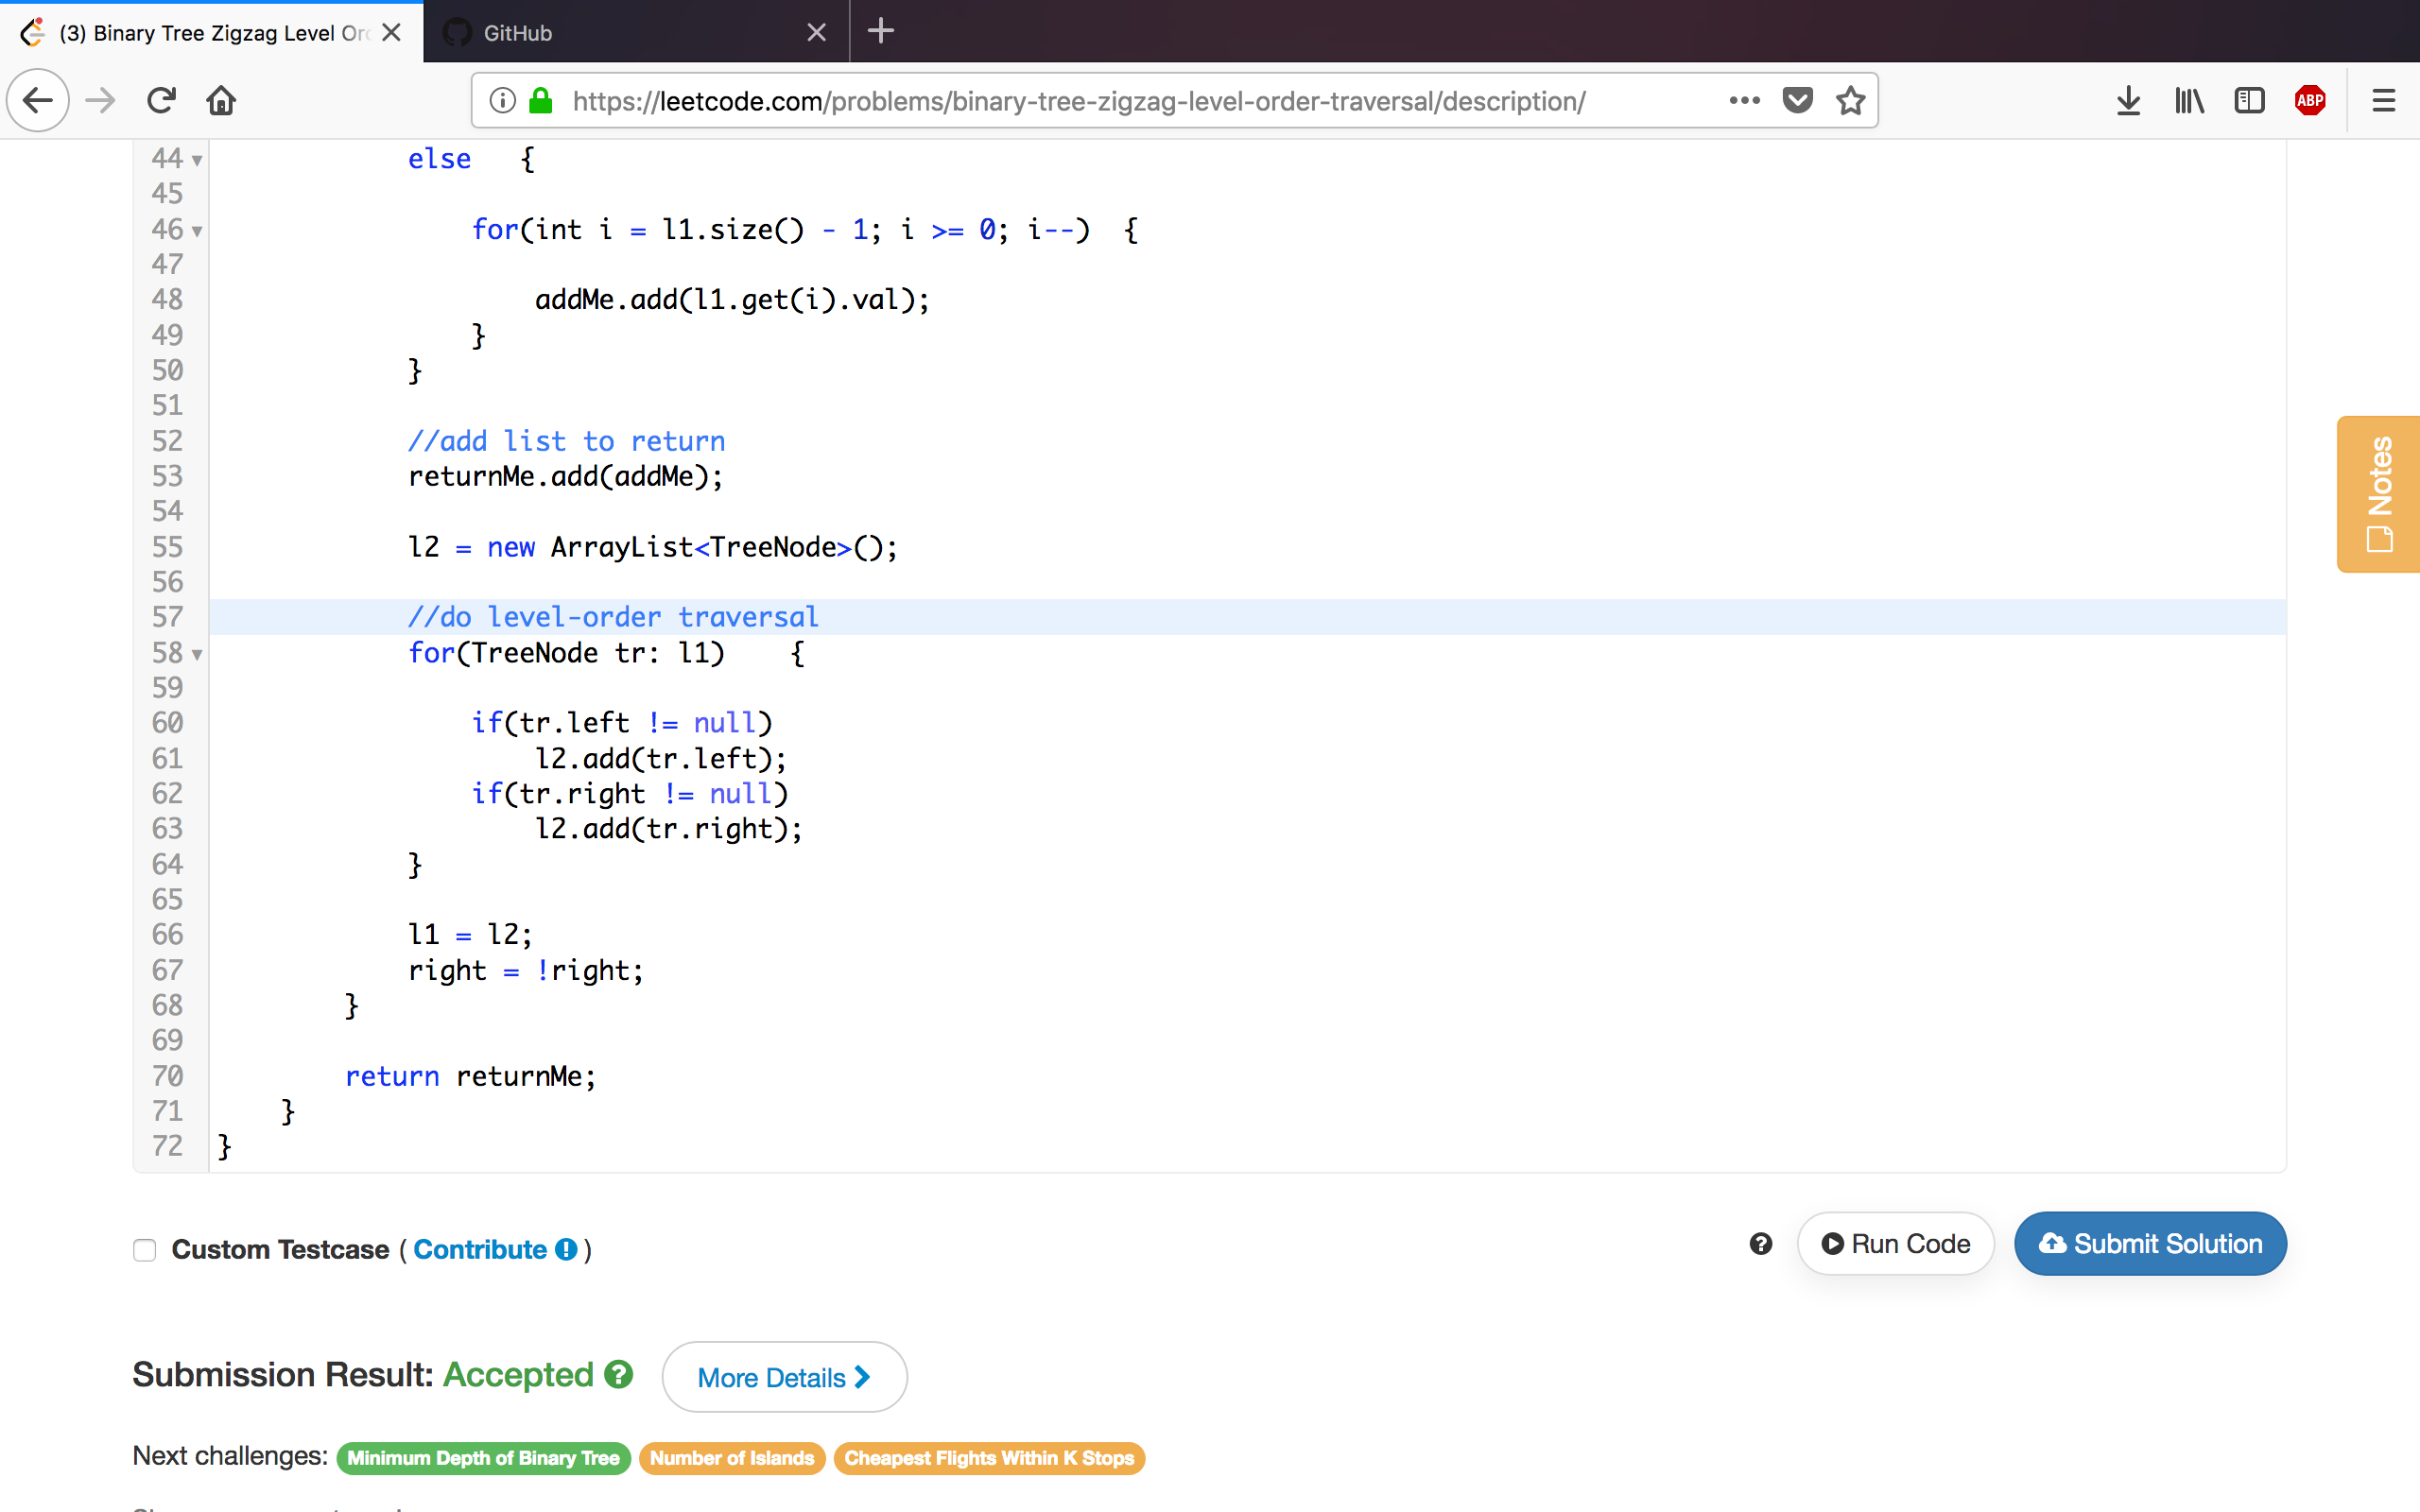 (3) Binary Tree Zigzag Level Orc
GitHub
https://leetcode.com/problems/binary-tree-zigzag-level-order-traversal/description/
ABP
44 else {
45
46 for(int i = l1.size() - 1; i >= 0; i--) {
47
48 addMe.add(l1.get(i).val);
49 }
50 }
51
52 //add list to return
53 returnMe.add(addMe);
54
55 l2 = new ArrayList<TreeNode>();
56
57 //do level-order traversal
58 for(TreeNode tr: l1) {
59
60 if(tr.left != null)
61 l2.add(tr.left);
62 if(tr.right != null)
63 l2.add(tr.right);
64 }
65
66 l1 = l2;
67 right = !right;
68 }
69
70 return returnMe;
71 }
72 }
Notes
Custom Testcase ( Contribute )
Run Code
Submit Solution
Submission Result: Accepted
More Details
Next challenges: Minimum Depth of Binary Tree Number of Islands Cheapest Flights Within K Stops